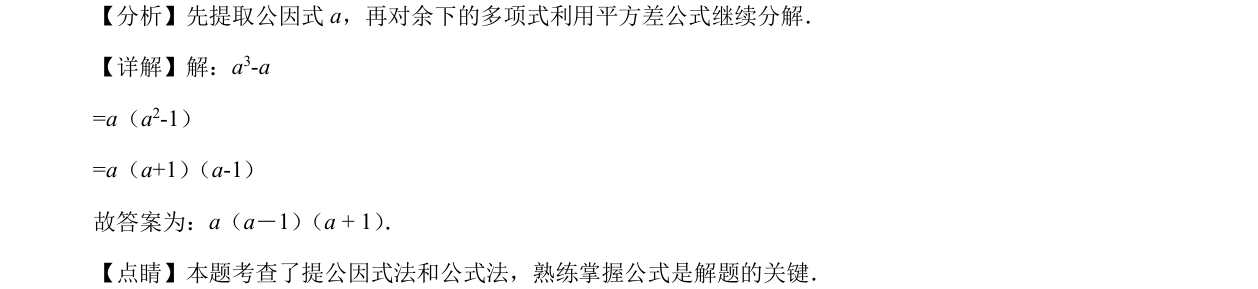 【分析】先提取公因式 a，再对余下的多项式利用平方差公式继续分解．
【详解】解：a³-a
=a（a²-1）
=a（a+1）（a-1）
故答案为：a（a－1）（a + 1）．
【点睛】本题考查了提公因式法和公式法，熟练掌握公式是解题的关键．